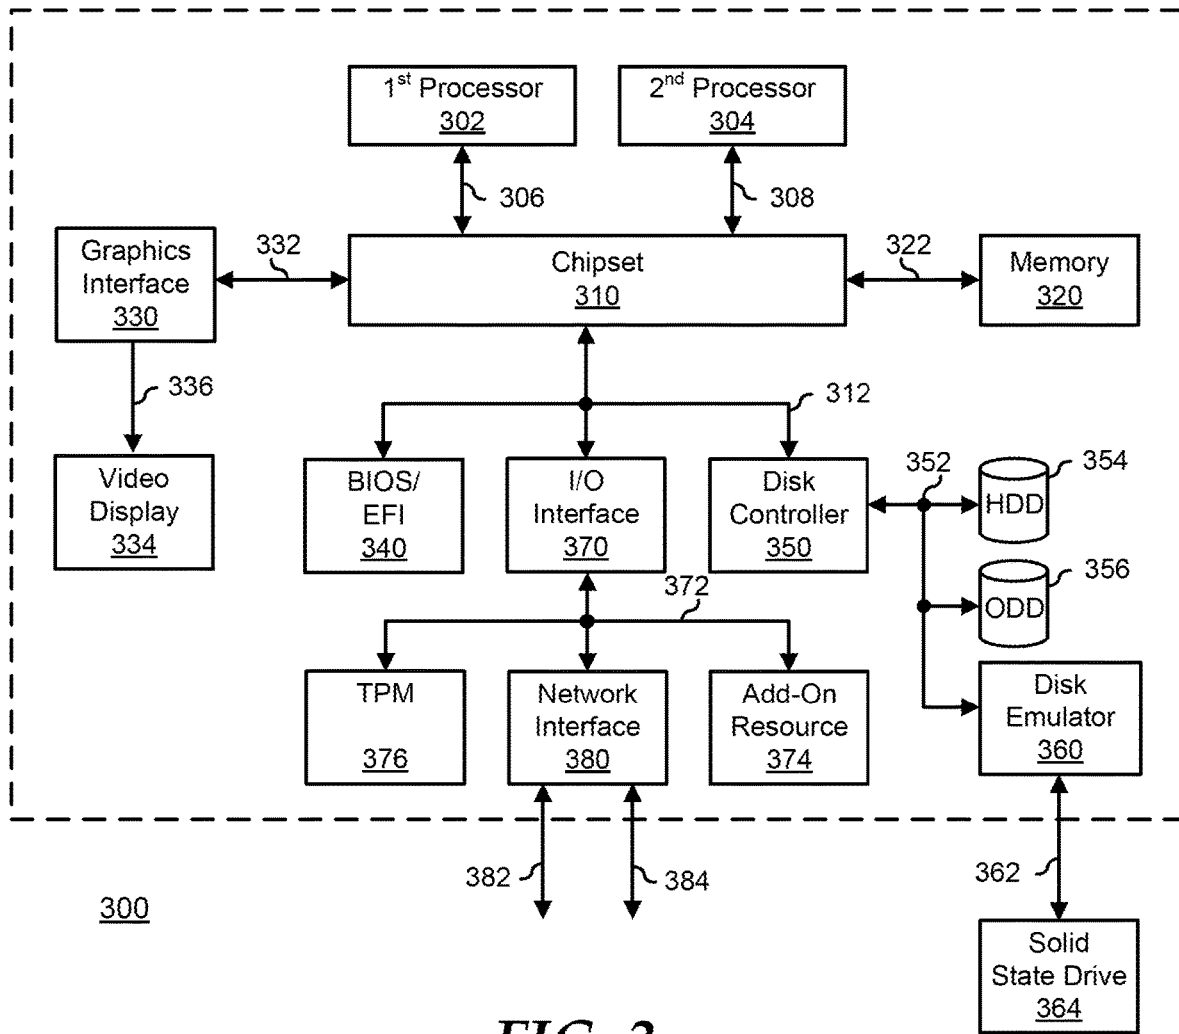 1st Processor
302
2nd Processor
304
306
308
Graphics
Interface
330
332
Chipset
310
322
Memory
320
336
312
Video
Display
334
BIOS/
EFI
340
I/O
Interface
370
Disk
Controller
350
352
HDD
354
ODD
356
372
TPM
376
Network
Interface
380
Add-On
Resource
374
Disk
Emulator
360
382
384
362
300
Solid
State Drive
364
FIG. 3